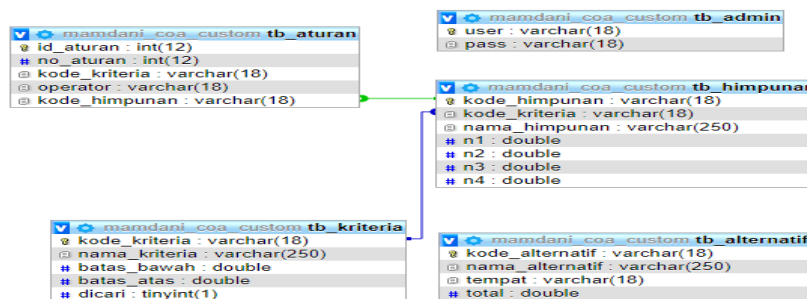 mamdani_coa_custom tb_aturan
id_aturan : int(12)
# no_aturan : int(12)
kode_kriteria : varchar(18)
operator : varchar(18)
kode_himpunan : varchar(18)
mamdani_coa_custom tb_admin
user : varchar(18)
pass : varchar(18)
mamdani_coa_custom tb_himpunan
kode_himpunan : varchar(18)
kode_kriteria : varchar(18)
nama_himpunan : varchar(250)
# n1 : double
# n2 : double
# n3 : double
# n4 : double
mamdani_coa_custom tb_kriteria
kode_kriteria : varchar(18)
nama_kriteria : varchar(250)
# batas_bawah : double
# batas_atas : double
# dicari : tinyint(1)
mamdani_coa_custom tb_alternatif
kode_alternatif : varchar(18)
nama_alternatif : varchar(250)
tempat : varchar(18)
# total : double